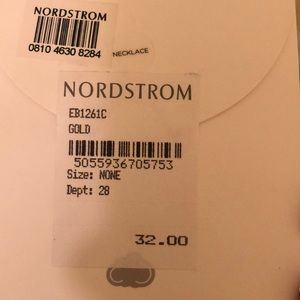 NORDSTROM
0810 4630 8284
NECKLACE
NORDSTROM
EB1261C
GOLD
5055936705753
Size: NONE
Dept: 28
32.00